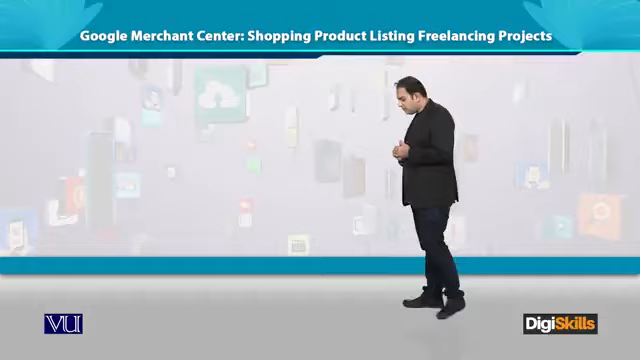 Google Merchant Center: Shopping Product Listing Freelancing Projects
VU
DigiSkills